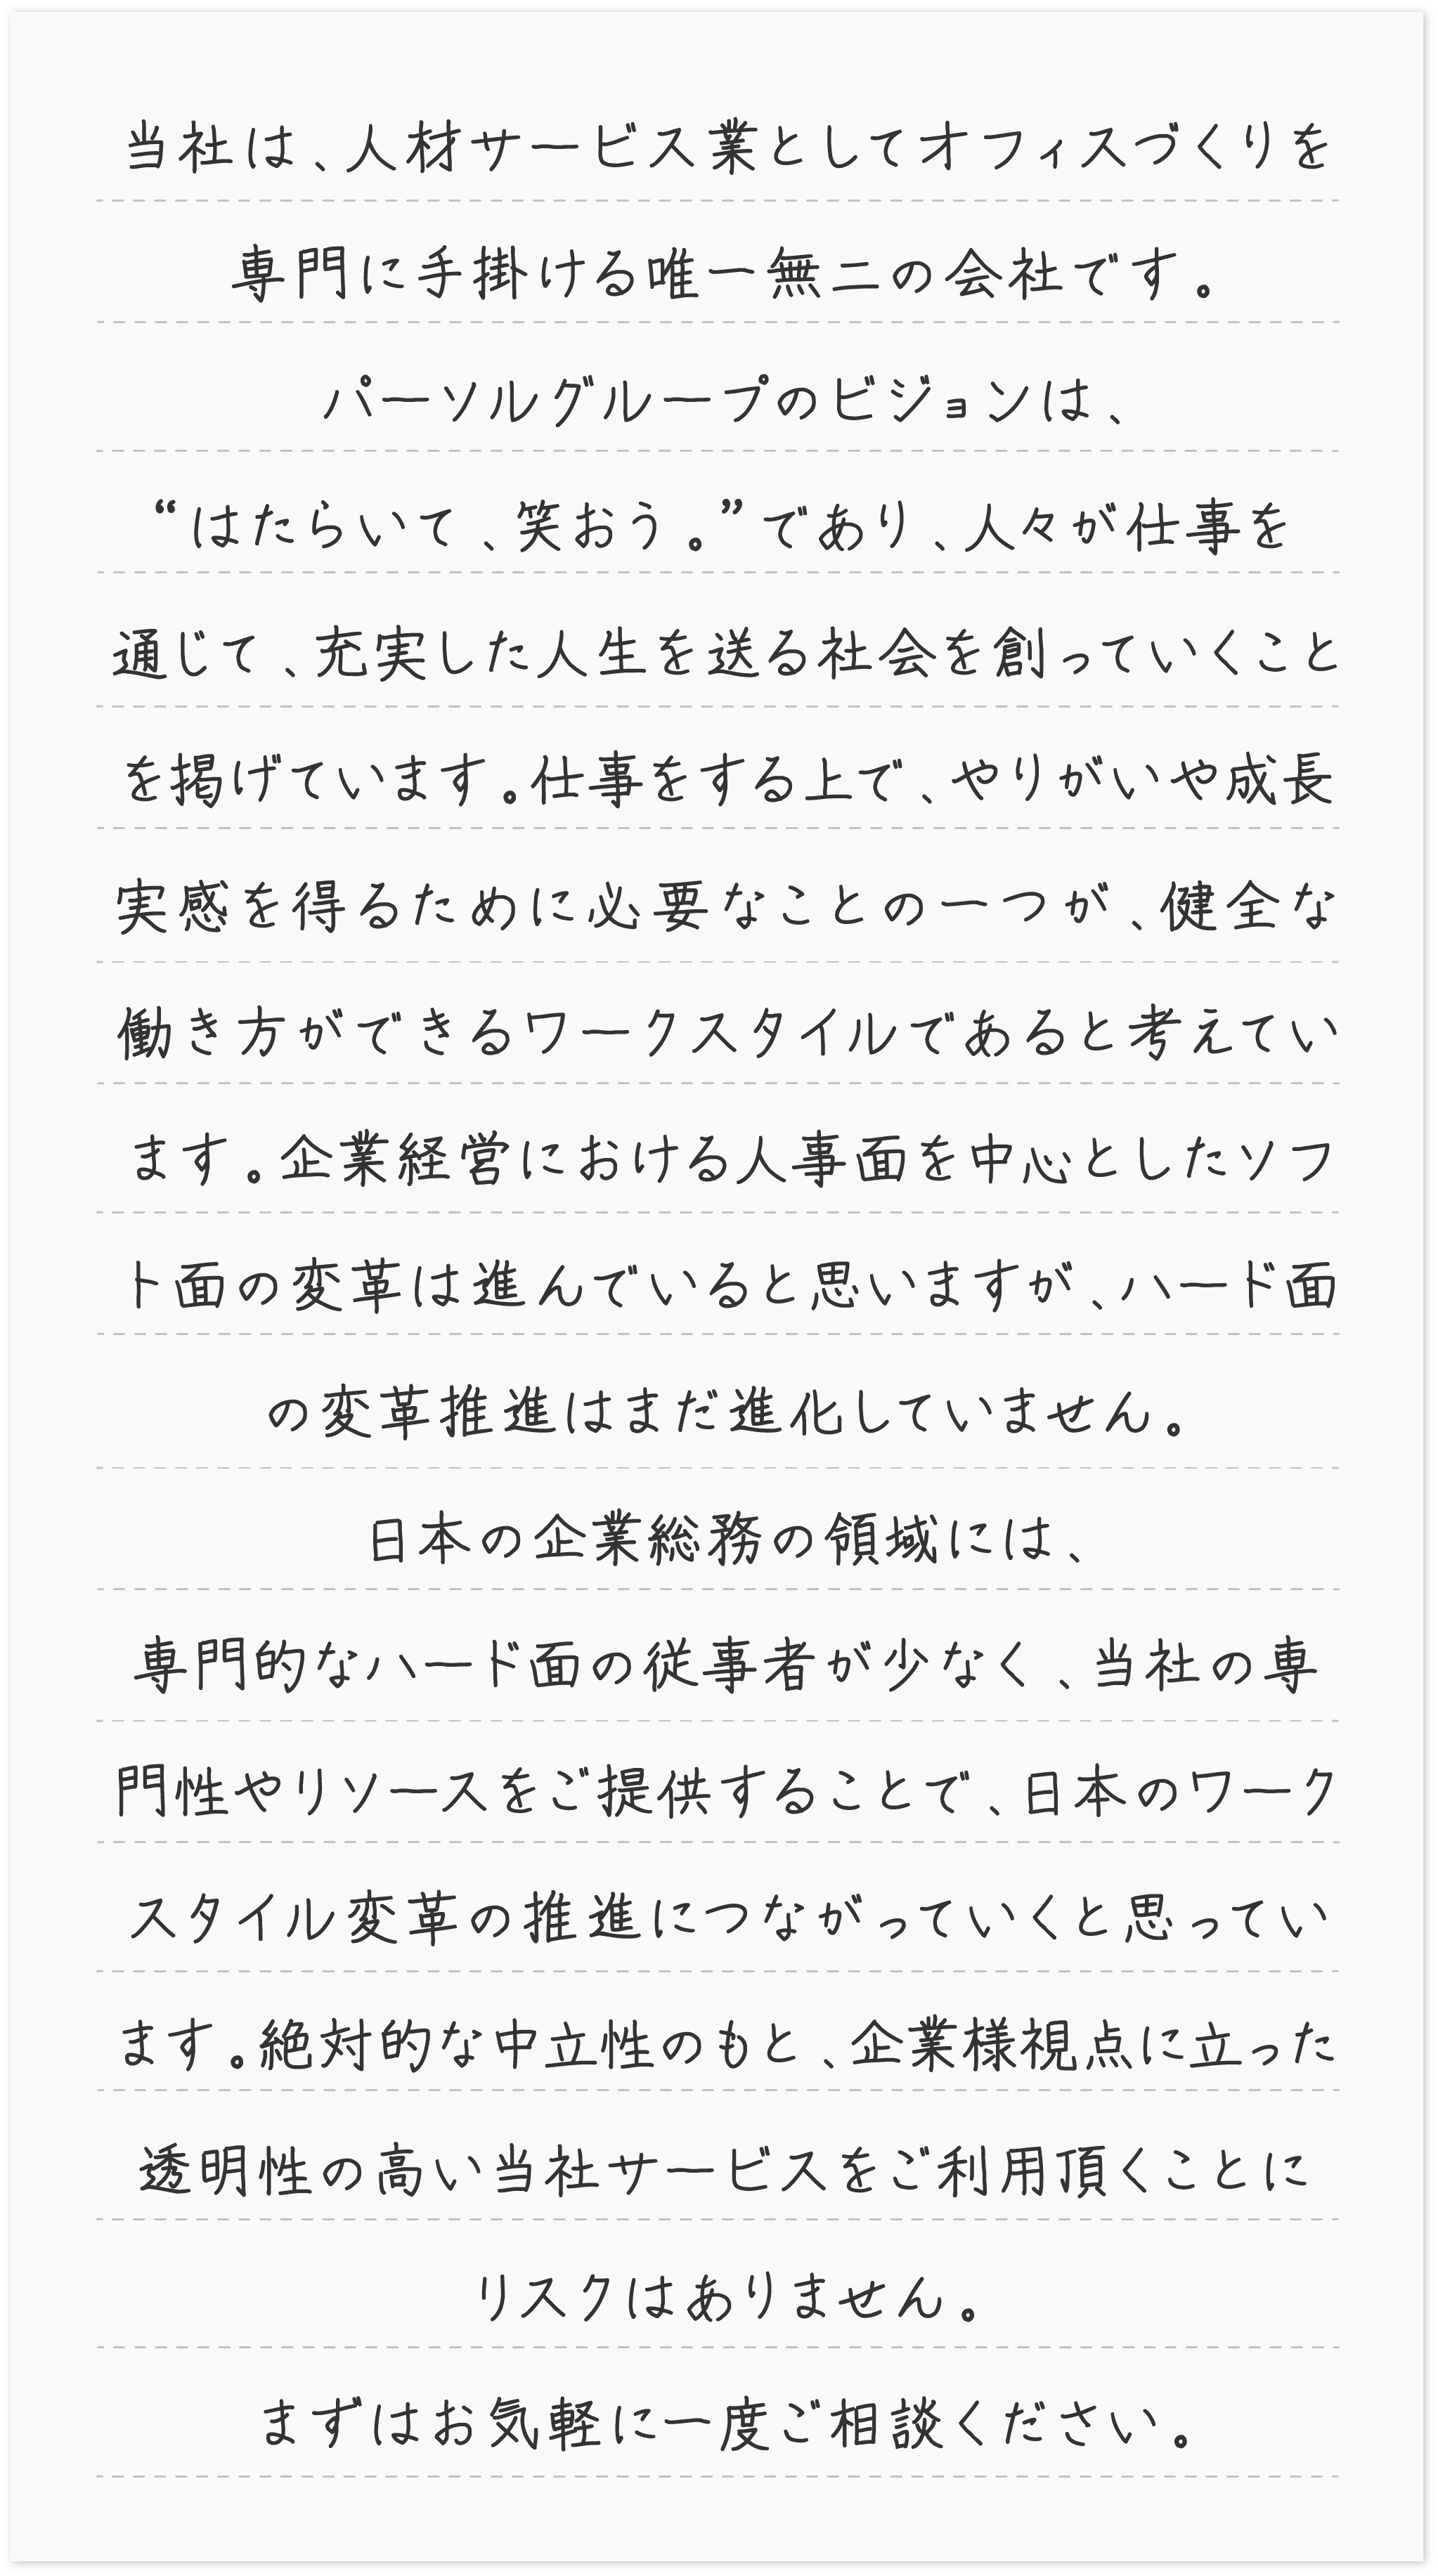 当社は、人材サービス業としてオフィスづくりを
専門に手掛ける唯一無二の会社です。
パーソルグループのビジョンは、
“はたらいて、笑おう。”であり、人々が仕事を
通じて、充実した人生を送る社会を創っていくこと
を掲げています。仕事をする上で、やりがいや成長
実感を得るために必要なことの一つが、健全な
働き方ができるワークスタイルであると考えてい
ます。企業経営における人事面を中心としたソフ
ト面の変革は進んでいると思いますが、ハード面
の変革推進はまだ進化していません。
日本の企業総務の領域には、
専門的なハード面の従事者が少なく、当社の専
門性やリソースをご提供することで、日本のワーク
スタイル変革の推進につながっていくと思ってい
ます。絶対的な中立性のもと、企業様視点に立った
透明性の高い当社サービスをご利用頂くことに
リスクはありません。
まずはお気軽に一度ご相談ください。